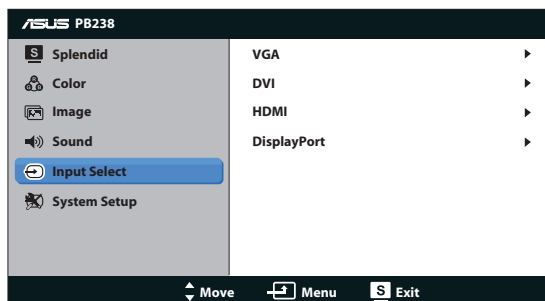 ASUS PB238
S Splendid
Color
Image
Sound
Input Select
System Setup
VGA
DVI
HDMI
DisplayPort
Move Menu S Exit